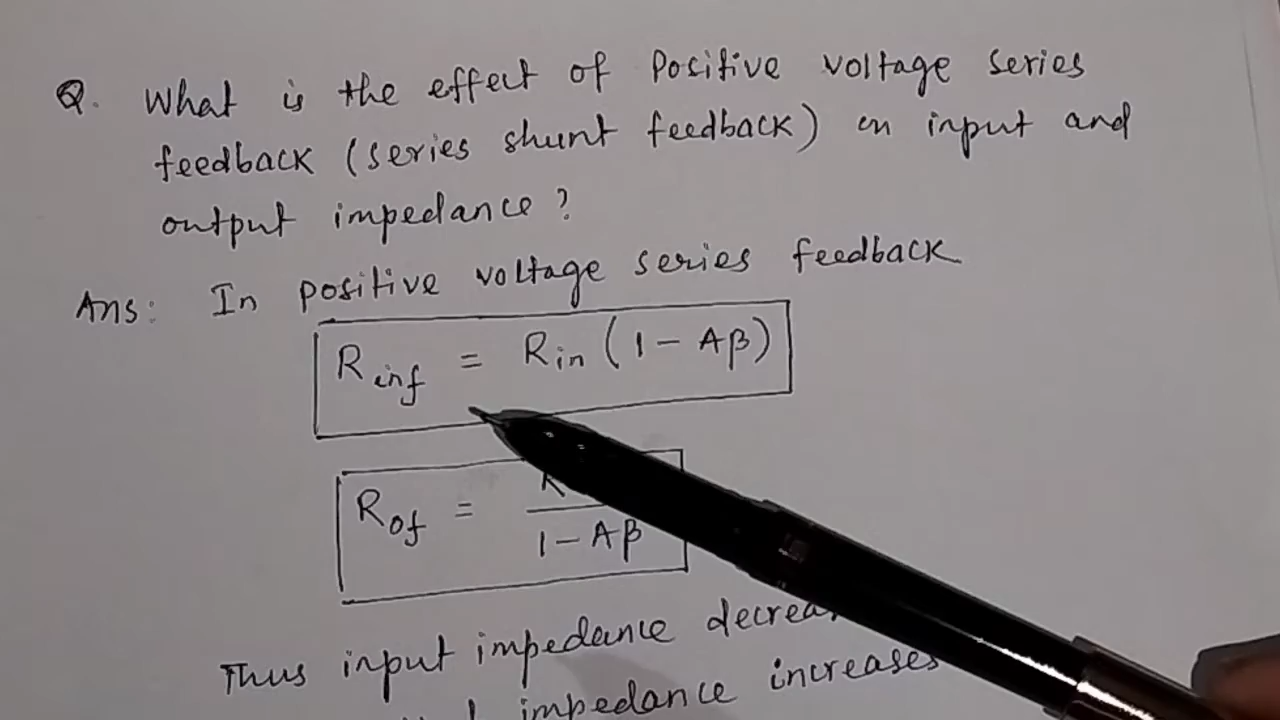 Q. What is the effect of Positive voltage series
feedback (series shunt feedback) on input and
output impedance?
Ans: In positive voltage series feedback
Rinf = Rin (1 - Aβ)
Rof =
1 - Aβ
Thus input impedance
impedance increases